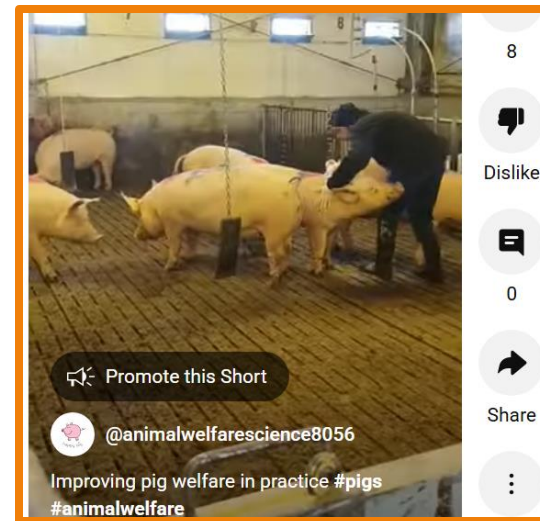 8
Dislike
0
Share
Promote this Short
@animalwelfarescience8056
Improving pig welfare in practice #pigs
#animalwelfare